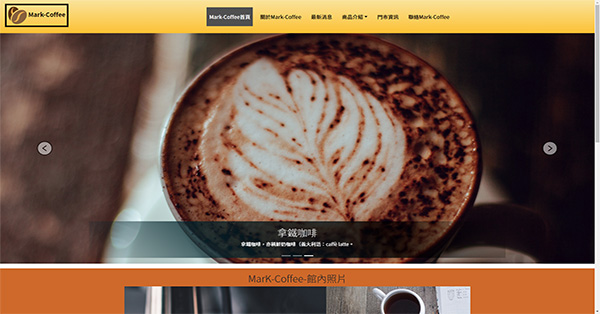 Mark-Coffee
Mark-Coffee首頁 關於Mark-Coffee 最新消息 商品介紹 門市資訊 聯絡Mark-Coffee
拿鐵咖啡
拿鐵咖啡，亦稱鮮奶咖啡（義大利語：caffè latte。
MarK-Coffee-館內照片